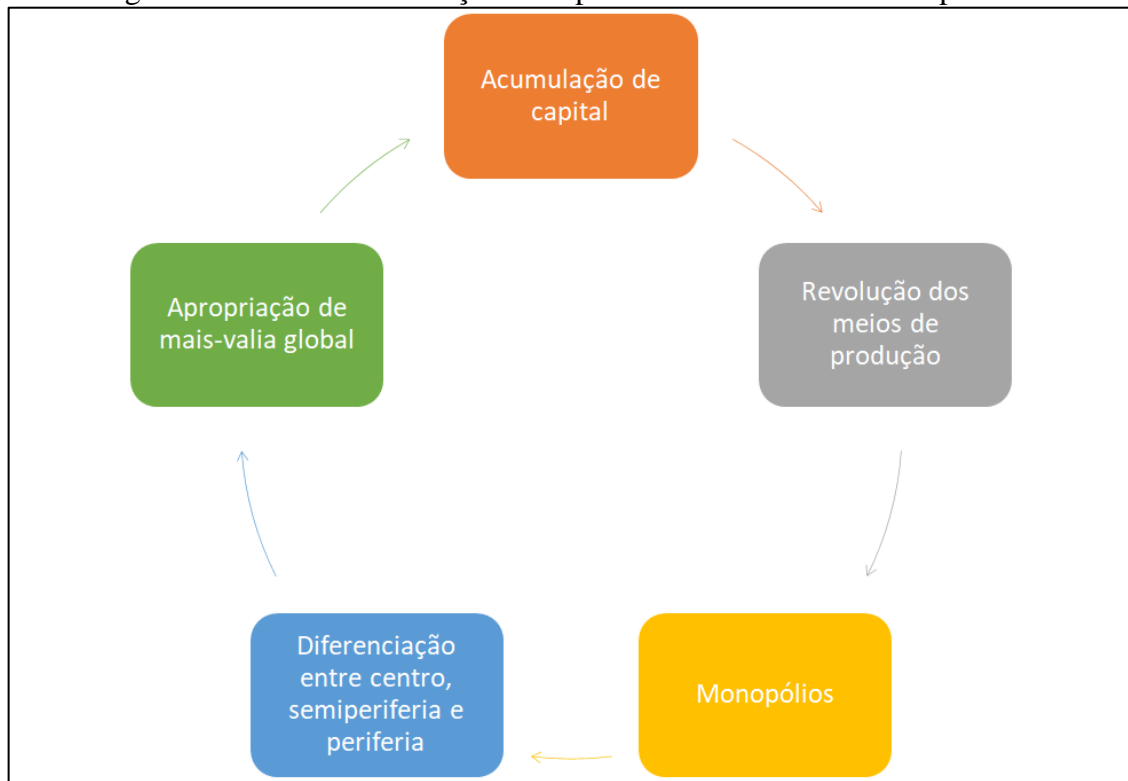 Acumulação de
capital
Revolução dos
meios de
produção
Monopólios
Diferenciação
entre centro,
semiperiferia e
periferia
Apropriação de
mais-valia global